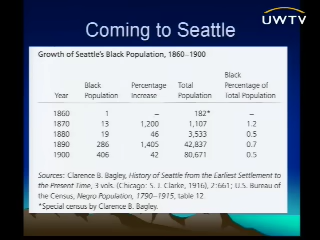 UWTV
Coming to Seattle
Growth of Seattle's Black Population, 1860–1900
Black
Black Percentage Total Percentage of
Year Population Increase Population Total Population
1860 1 – 182* –
1870 13 1,200 1,107 1.2
1880 19 46 3,533 0.5
1890 286 1,405 42,837 0.7
1900 406 42 80,671 0.5
Sources: Clarence B. Bagley, History of Seattle from the Earliest Settlement to
the Present Time, 3 vols. (Chicago: S. J. Clarke, 1916), 2:661; U.S. Bureau of
the Census, Negro Population, 1790–1915, table 12.
*Special census by Clarence B. Bagley.